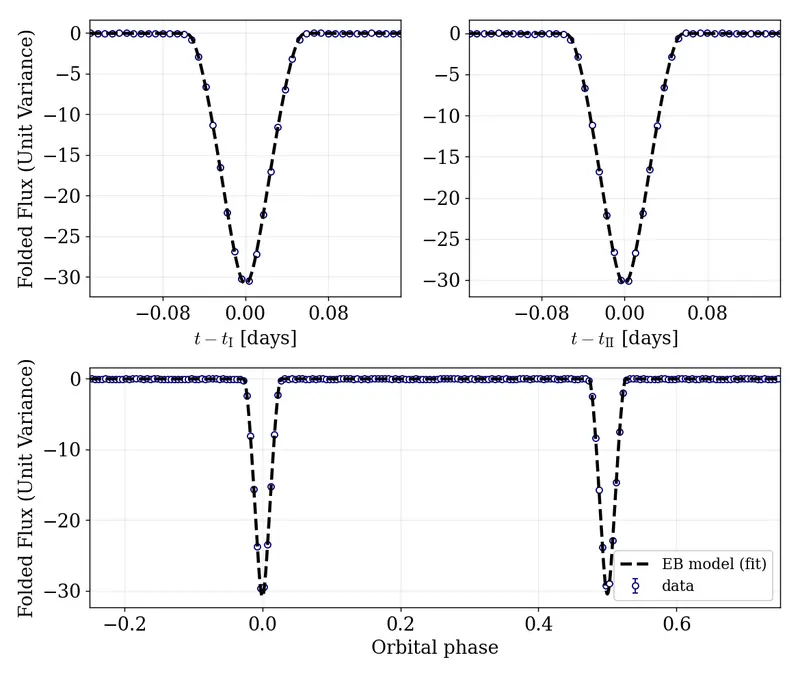 Folded Flux (Unit Variance)
0
−5
−10
−15
−20
−25
−30
−0.08 0.00 0.08
t − tI [days]
0
−5
−10
−15
−20
−25
−30
−0.08 0.00 0.08
t − tII [days]
Folded Flux (Unit Variance)
0
−10
−20
−30
EB model (fit)
data
−0.2 0.0 0.2 0.4 0.6
Orbital phase